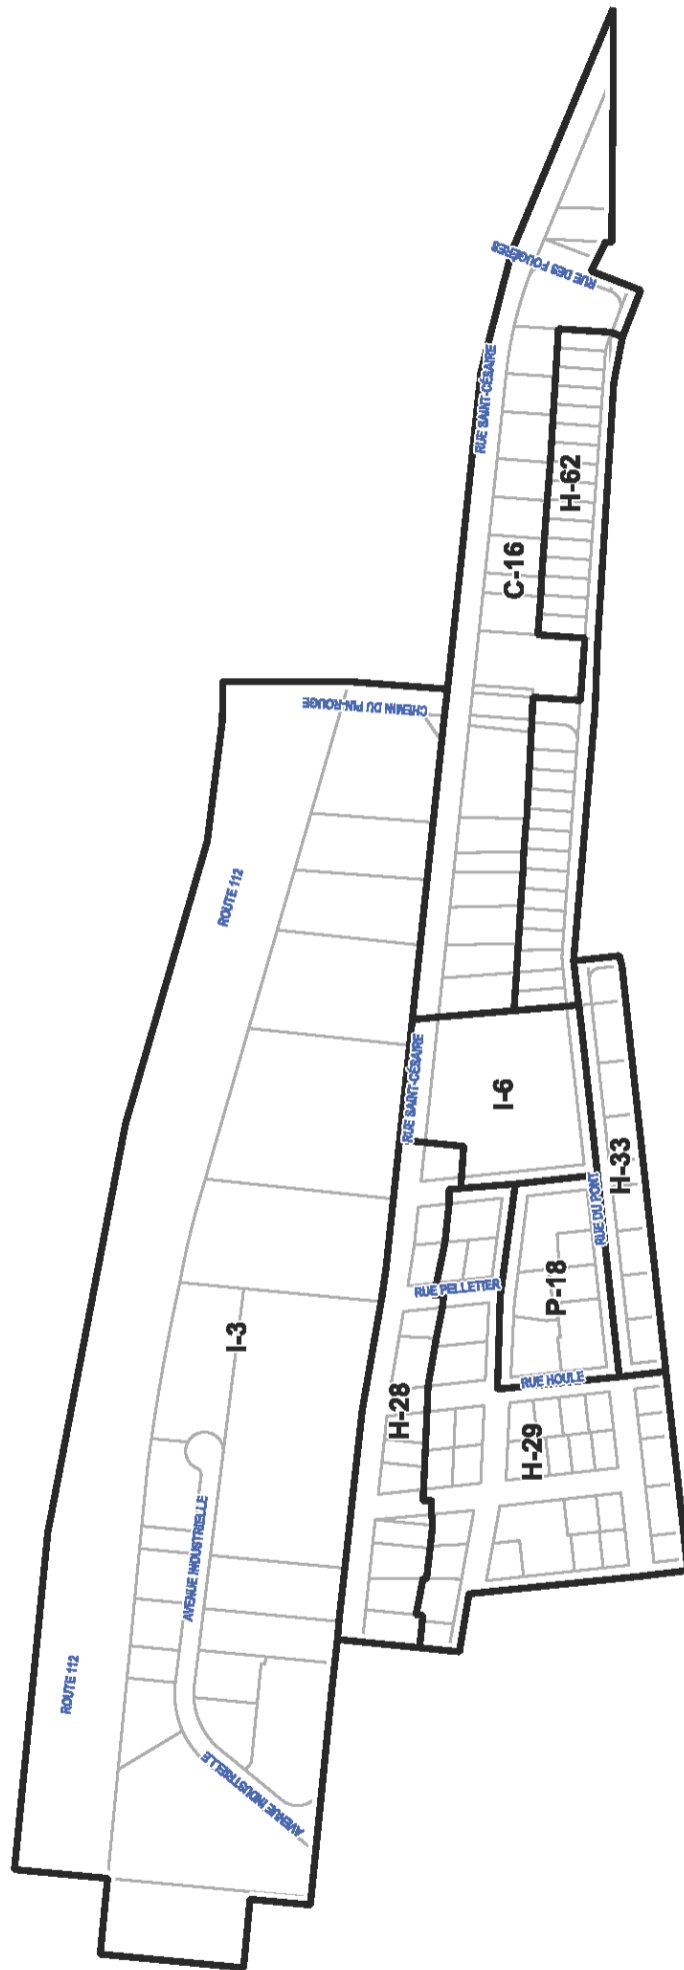 RUE DES FOUGÈRES
RUE SAINT-CÉSAIRE
H-62
C-16
CHEMIN DU PIN-ROUGE
ROUTE 112
RUE SAINT-CÉSAIRE
I-6
H-33
RUE DU PONT
P-18
RUE PELLETIER
I-3
RUE HOULE
H-28
H-29
AVENUE INDUSTRIELLE
ROUTE 112
AVENUE INDUSTRIELLE